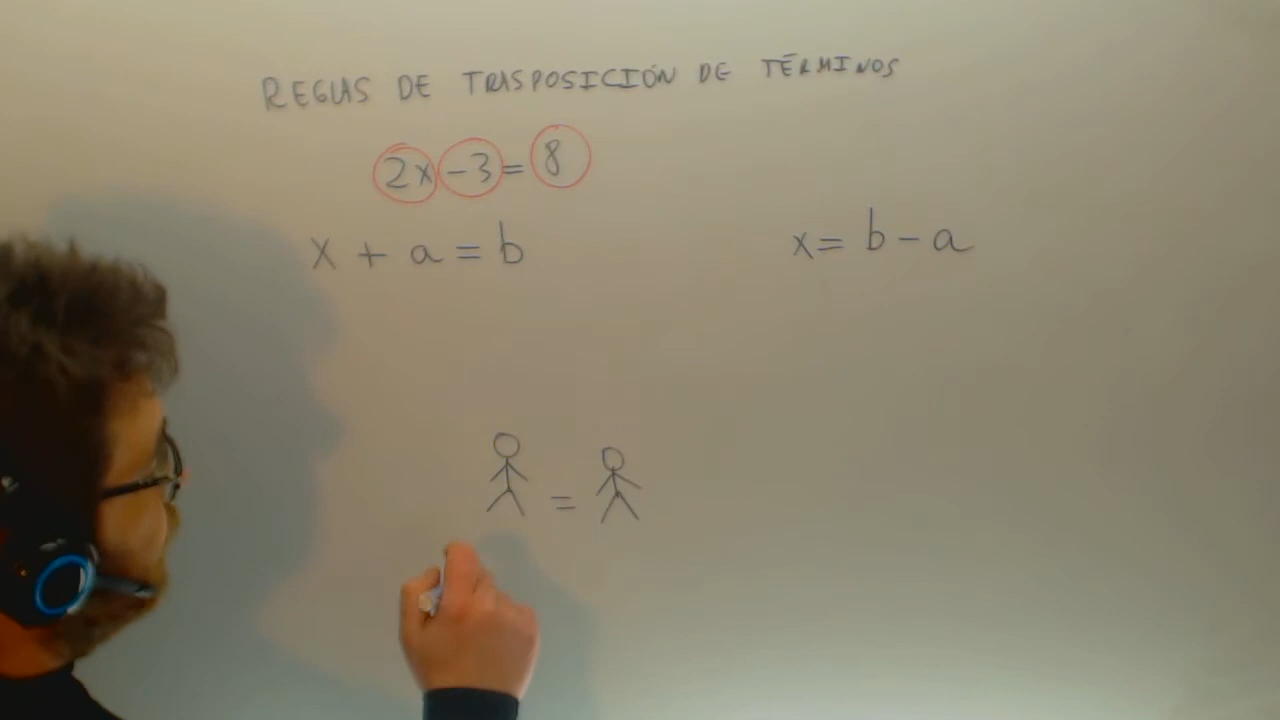 REGLAS DE TRASPOSICIÓN DE TÉRMINOS
2x - 3 = 8
x + a = b
x = b - a
=